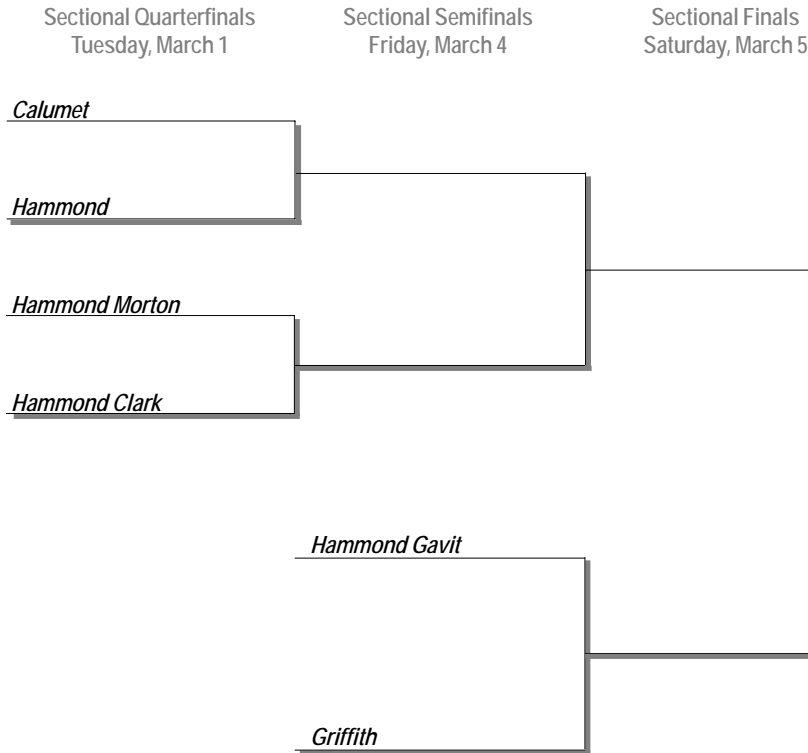 Sectional Quarterfinals
Tuesday, March 1
Sectional Semifinals
Friday, March 4
Sectional Finals
Saturday, March 5
Calumet
Hammond
Hammond Morton
Hammond Clark
Hammond Gavit
Griffith